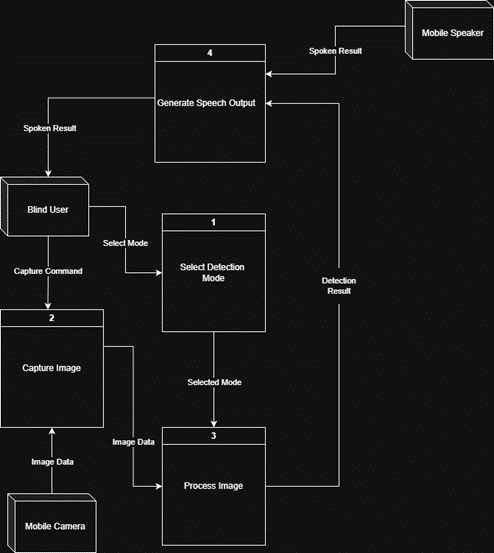 Mobile Speaker
4
Spoken Result
Generate Speech Output
Spoken Result
Blind User
1
Select Mode
Select Detection
Mode
Capture Command
Detection
Result
2
Capture Image
Selected Mode
3
Image Data
Image Data
Process Image
Mobile Camera